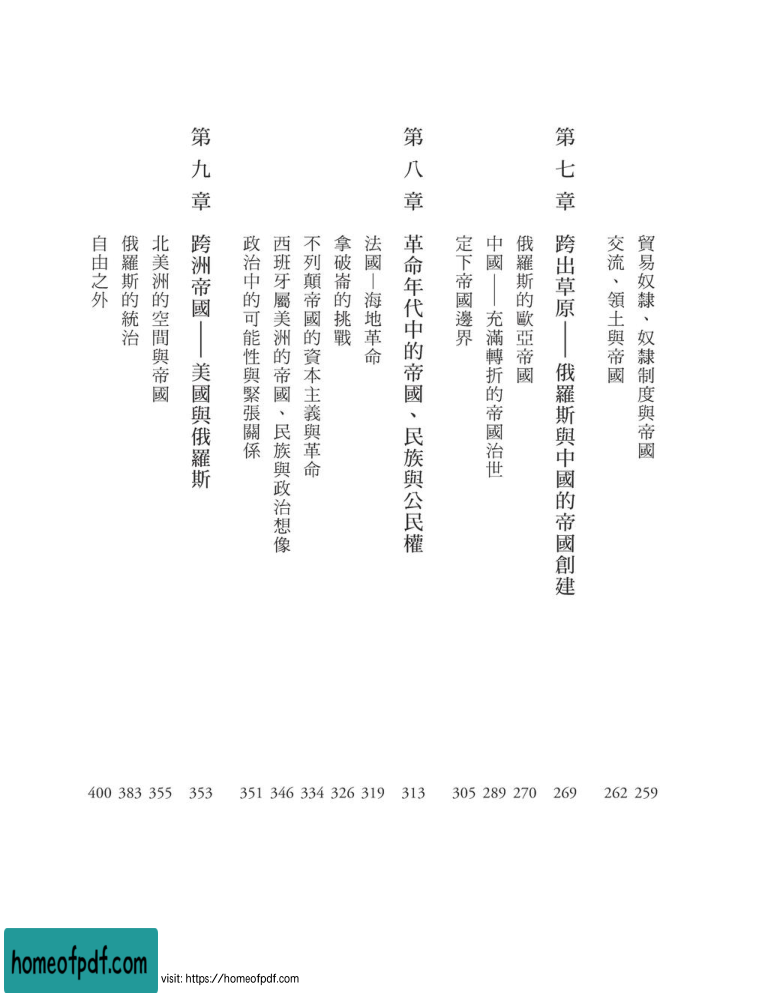 貿易奴隸、奴隸制度與帝國 259
交流、領土與帝國 262
第七章 跨出草原——俄羅斯與中國的帝國創建 269
俄羅斯的歐亞帝國 270
中國——充滿轉折的帝國治世 289
定下帝國邊界 305
第八章 革命年代中的帝國、民族與公民權 313
法國—海地革命 319
拿破崙的挑戰 326
不列顛帝國的資本主義與革命 334
西班牙屬美洲的帝國、民族與政治想像 346
政治中的可能性與緊張關係 351
第九章 跨洲帝國——美國與俄羅斯 353
北美洲的空間與帝國 355
俄羅斯的統治 383
自由之外 400
homeofpdf.com
visit: https://homeofpdf.com